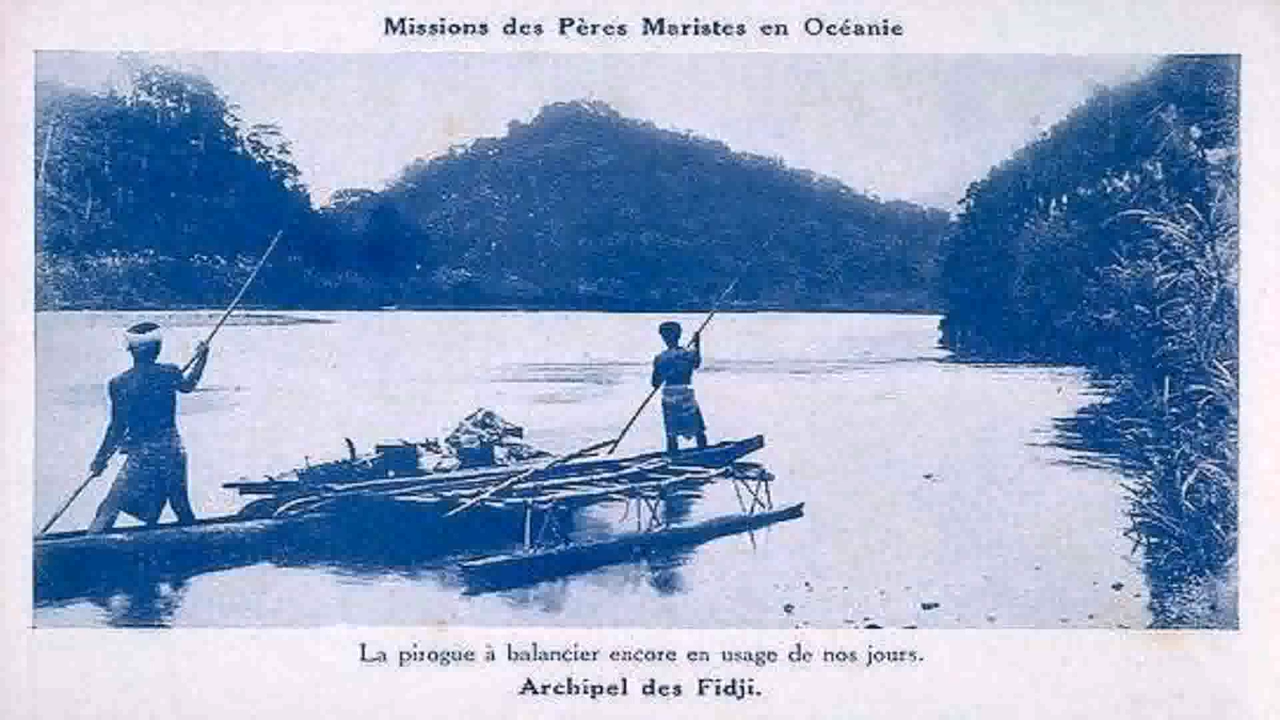 Missions des Pères Maristes en Océanie
La pirogue à balancier encore en usage de nos jours.
Archipel des Fidji.